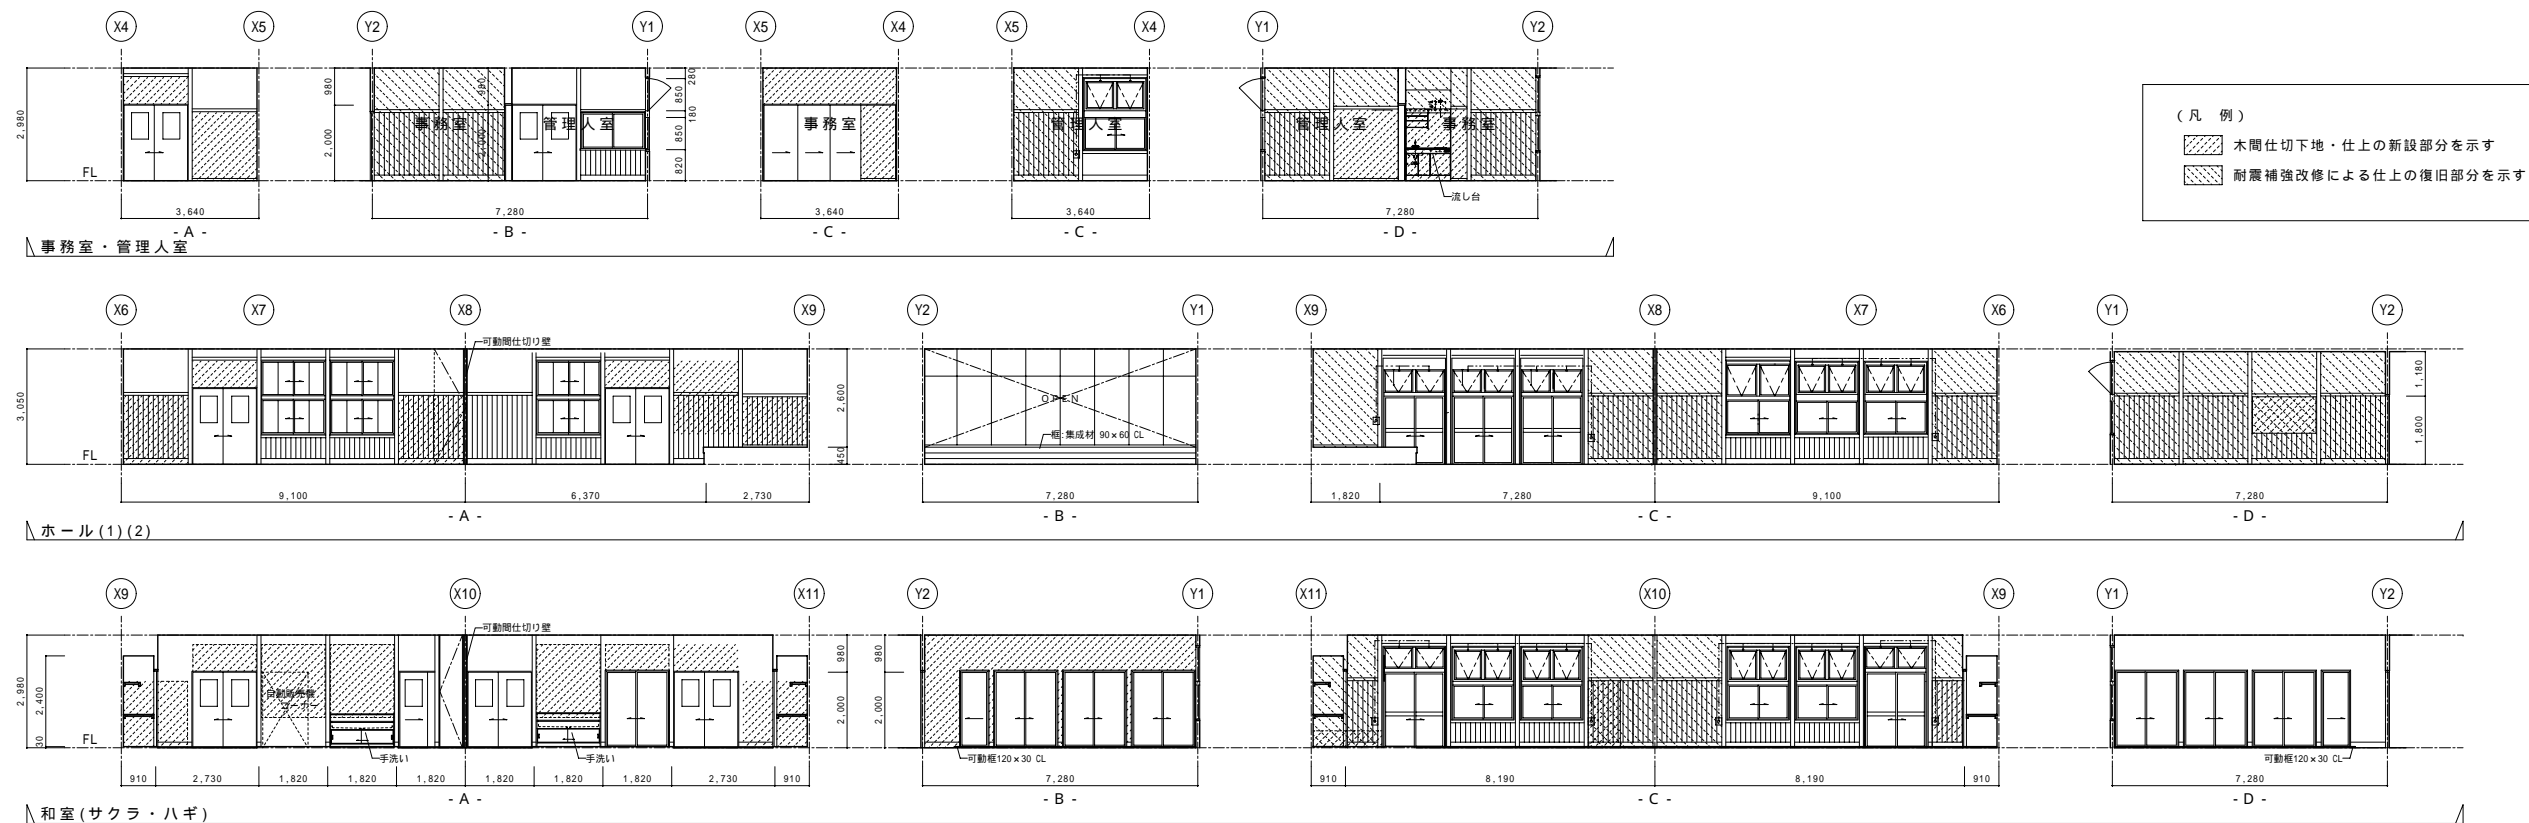 X4 X5 Y2 Y1 X5 X4 X5 X4 Y1 Y2
2,980
FL
3,640
- A -
980
2,000
980
2,000
事務室 管理人室
280
850
180
850
820
7,280
- B -
事務室
3,640
- C -
管理人室
3,640
- C -
管理人室 事務室
流し台
7,280
- D -
事務室・管理人室
(凡 例)
木間仕切下地・仕上の新設部分を示す
耐震補強改修による仕上の復旧部分を示す
X6 X7 X8 X9 Y2 Y1 X9 X8 X7 X6 Y1 Y2
可動間仕切り壁
3,050
FL
2,600
450
9,100 6,370 2,730
- A -
OPEN
框:集成材 90×60 CL
7,280
- B -
1,820 7,280 9,100
- C -
1,180
1,800
7,280
- D -
ホール(1)(2)
X9 X10 X11 Y2 Y1 X11 X10 X9 Y1 Y2
可動間仕切り壁
2,980
2,400
30
FL
自動販売機
コーナー
手洗い
手洗い
980
2,000
910 2,730 1,820 1,820 1,820 1,820 1,820 1,820 2,730 910
- A -
980
2,000
可動框120×30 CL
7,280
- B -
910 8,190 8,190 910
- C -
可動框120×30 CL
7,280
- D -
和室(サクラ・ハギ)